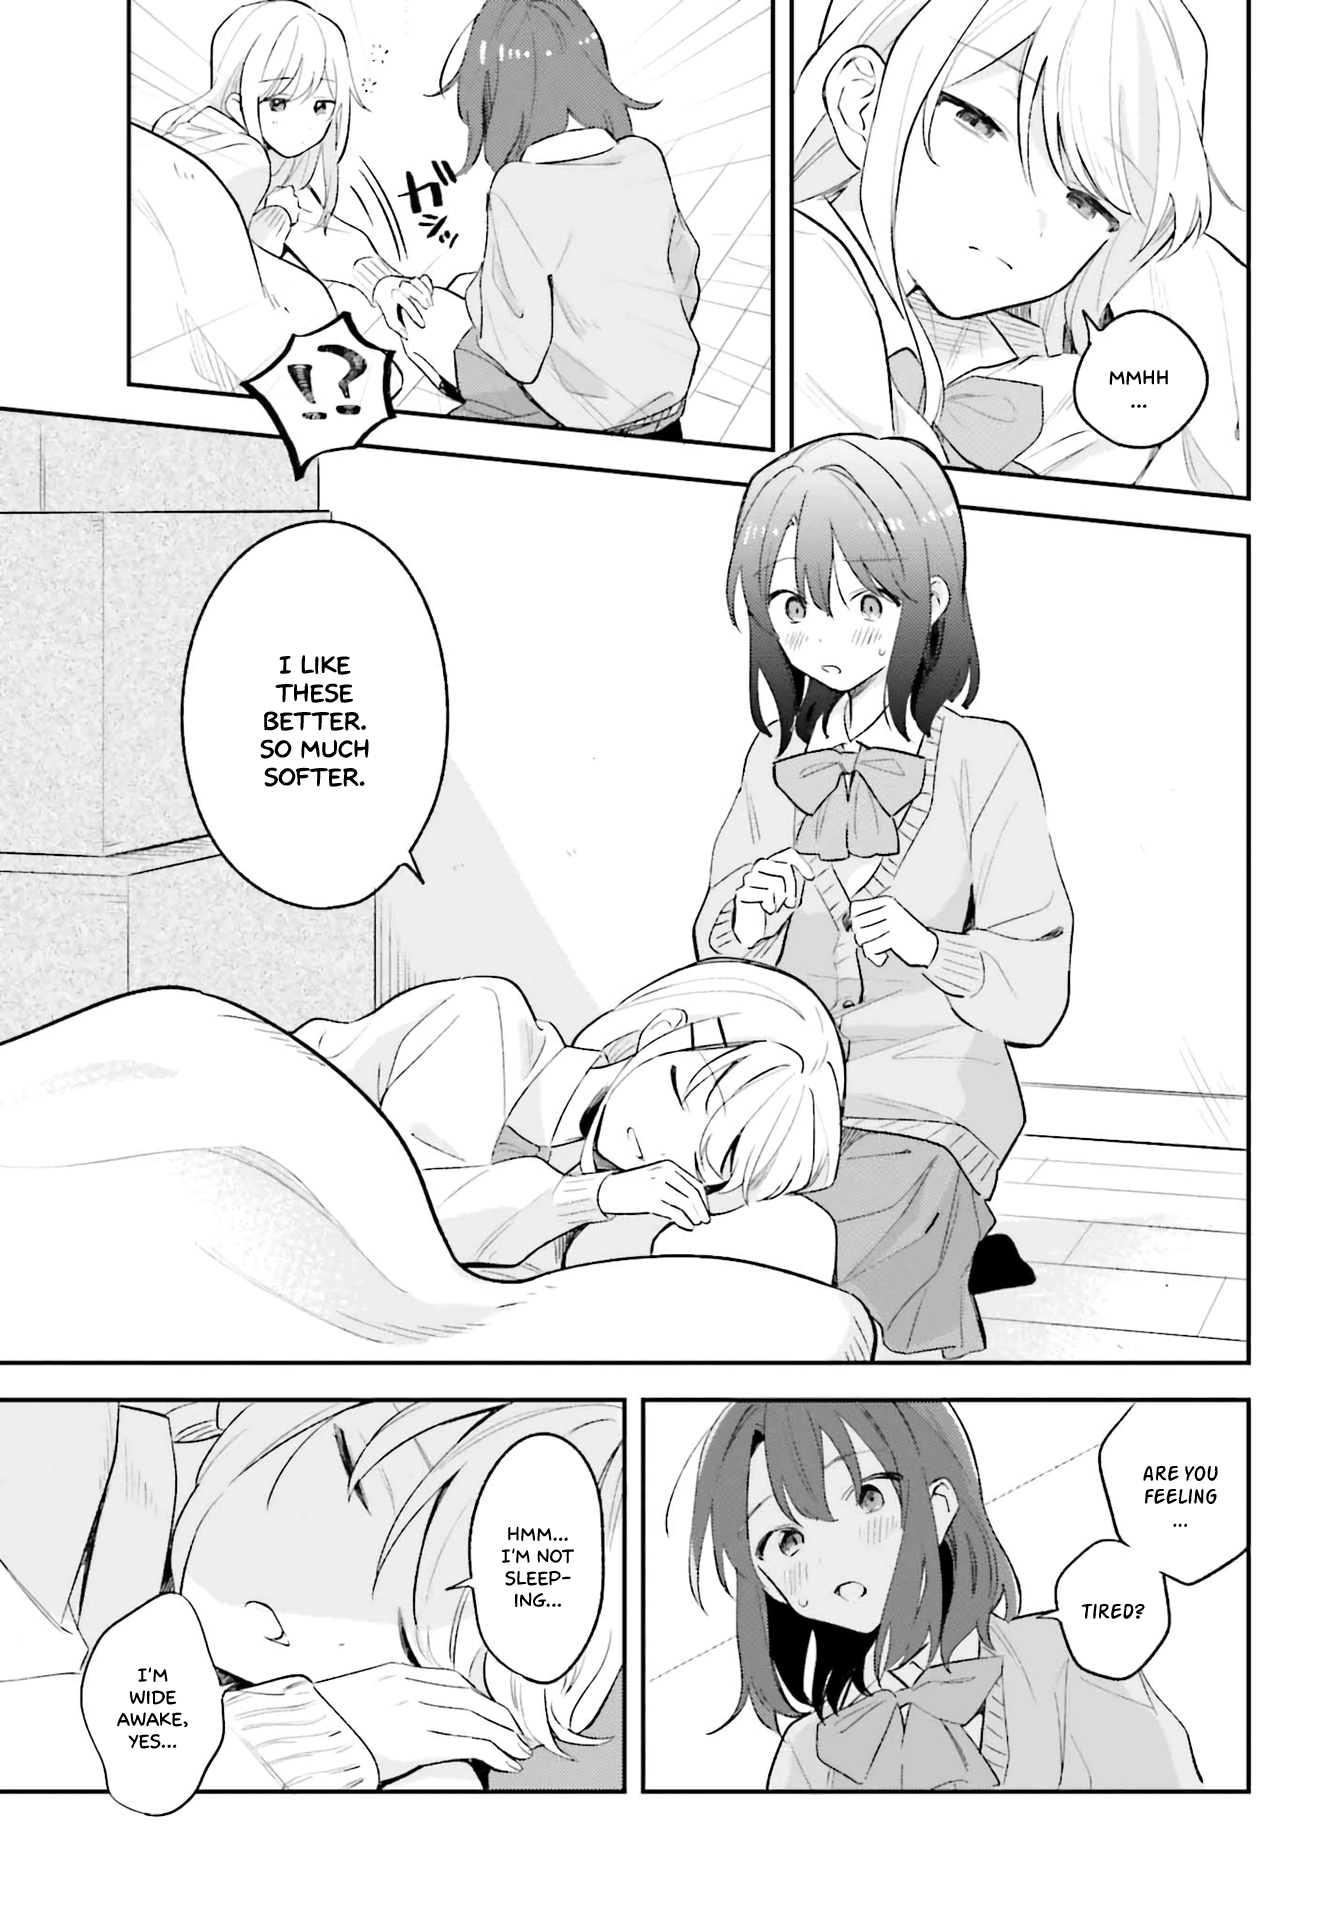 MMHH
...
ガシッ
!?
I LIKE
THESE
BETTER.
SO MUCH
SOFTER.
ARE YOU
FEELING
...
TIRED?
HMM...
I'M NOT
SLEEP-
ING...
I'M
WIDE
AWAKE,
YES...